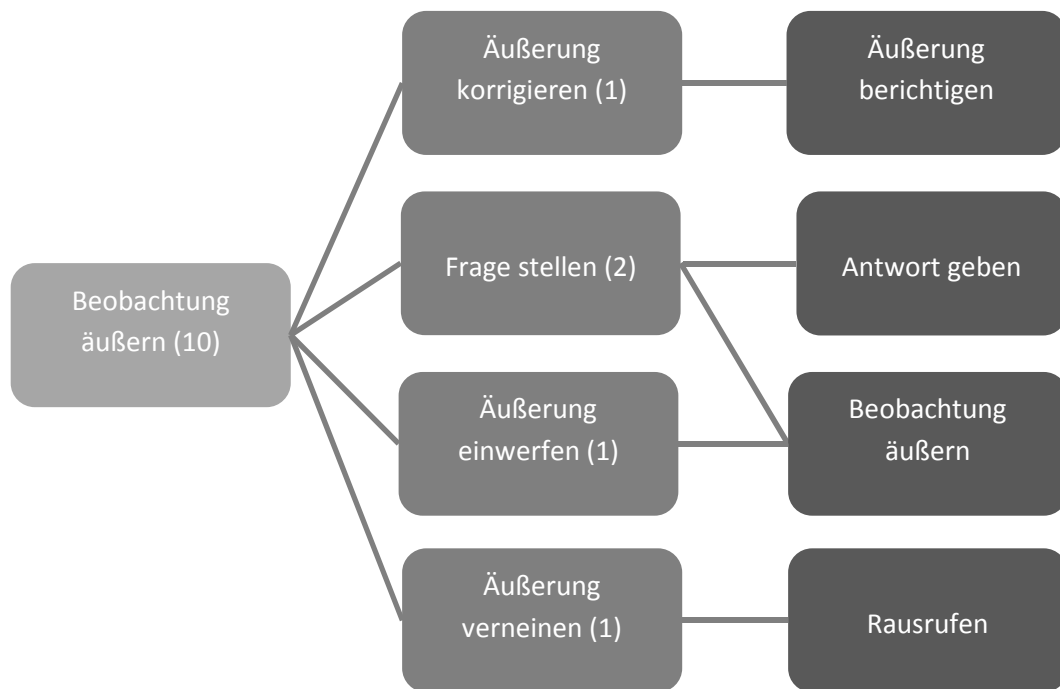 Äußerung
korrigieren (1)
Äußerung
berichtigen
Frage stellen (2)
Antwort geben
Beobachtung
äußern (10)
Äußerung
einwerfen (1)
Beobachtung
äußern
Äußerung
verneinen (1)
Rausrufen